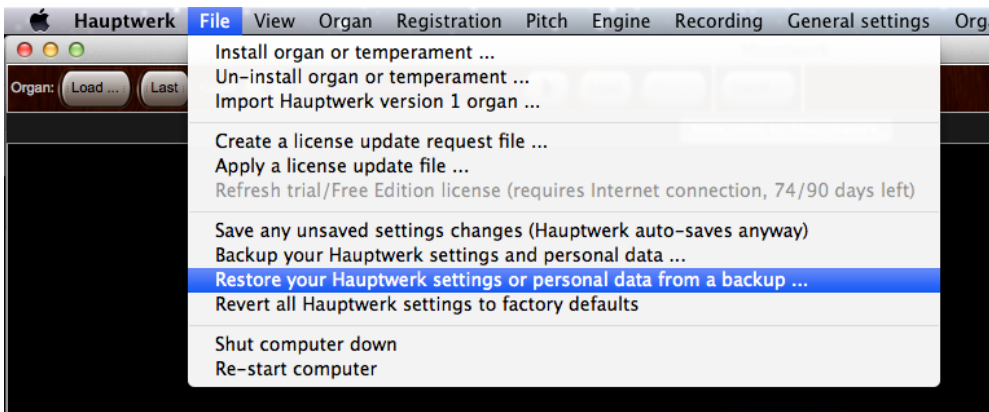 Hauptwerk File View Organ Registration Pitch Engine Recording General settings Org
Organ: Load ... Last
Install organ or temperament ...
Un-install organ or temperament ...
Import Hauptwerk version 1 organ ...
Create a license update request file ...
Apply a license update file ...
Refresh trial/Free Edition license (requires Internet connection, 74/90 days left)
Save any unsaved settings changes (Hauptwerk auto-saves anyway)
Backup your Hauptwerk settings and personal data ...
Restore your Hauptwerk settings or personal data from a backup ...
Revert all Hauptwerk settings to factory defaults
Shut computer down
Re-start computer